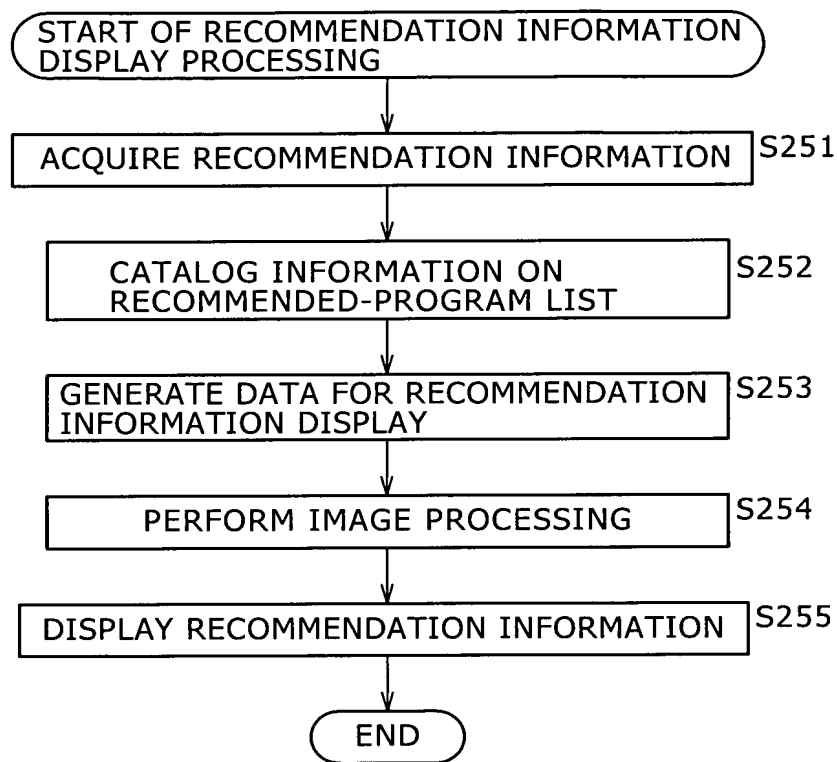 START OF RECOMMENDATION INFORMATION
DISPLAY PROCESSING
ACQUIRE RECOMMENDATION INFORMATION
S251
CATALOG INFORMATION ON
RECOMMENDED-PROGRAM LIST
S252
GENERATE DATA FOR RECOMMENDATION
INFORMATION DISPLAY
S253
PERFORM IMAGE PROCESSING
S254
DISPLAY RECOMMENDATION INFORMATION
S255
END